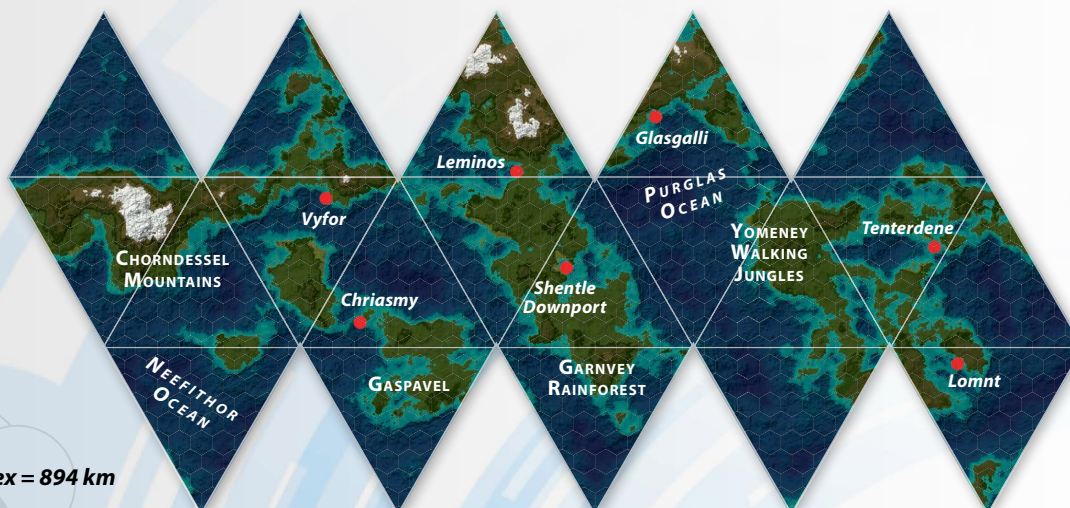 Glasgalli
Leminos
PURGLAS
OCEAN
Vyfor
YOMENEY
WALKING
JUNGLES
Tenterdene
CHORNDESSEL
MOUNTAINS
Shentle
Downport
Chriasmy
NEEFITHOR
OCEAN
GASPAVEL
GARNVEY
RAINFOREST
Lomnt
= 894 km